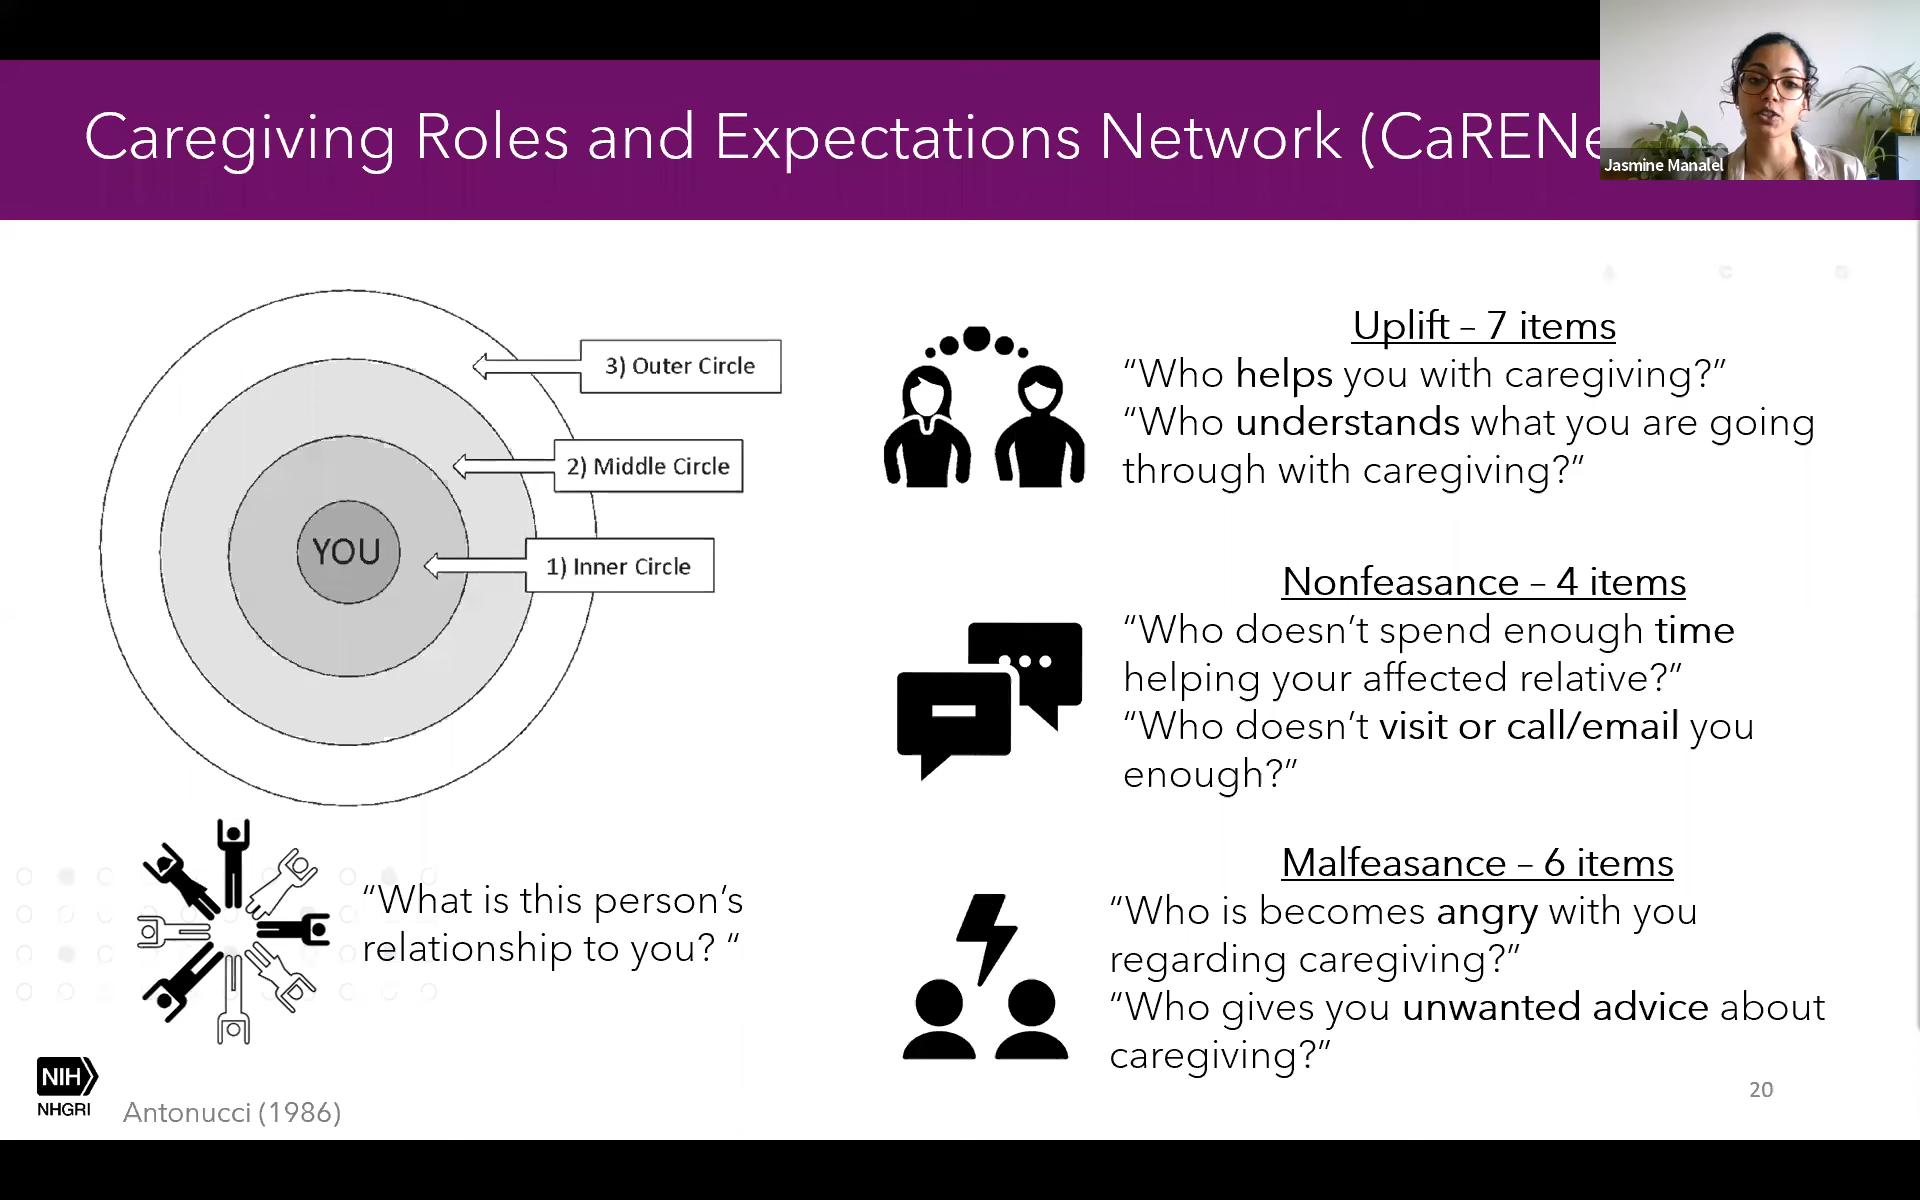 Caregiving Roles and Expectations Network (CaRENe
Jasmine Manalel
3) Outer Circle
2) Middle Circle
YOU
1) Inner Circle
“What is this person’s
relationship to you? “
Uplift – 7 items
“Who helps you with caregiving?”
“Who understands what you are going
through with caregiving?”
Nonfeasance – 4 items
“Who doesn’t spend enough time
helping your affected relative?”
“Who doesn’t visit or call/email you
enough?”
Malfeasance – 6 items
“Who is becomes angry with you
regarding caregiving?”
“Who gives you unwanted advice about
caregiving?”
NIH
NHGRI
Antonucci (1986)
20